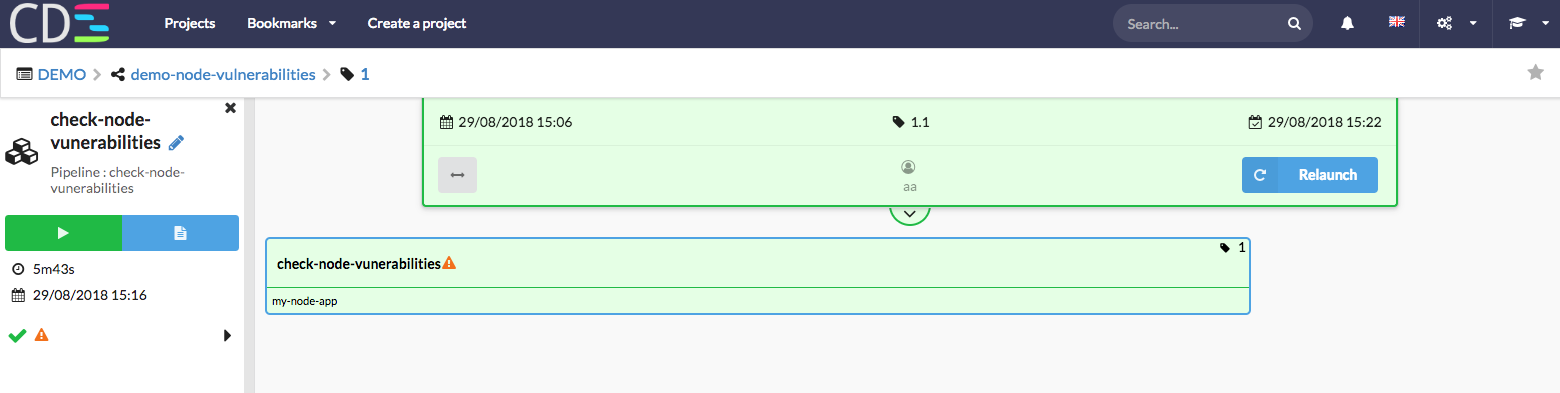 CDE Projects Bookmarks Create a project Search...
DEMO demo-node-vulnerabilities 1
check-node-
vunerabilities
Pipeline : check-node-
vunerabilities
5m43s
29/08/2018 15:16
29/08/2018 15:06 1.1 29/08/2018 15:22
aa Relaunch
1
check-node-vunerabilities
my-node-app